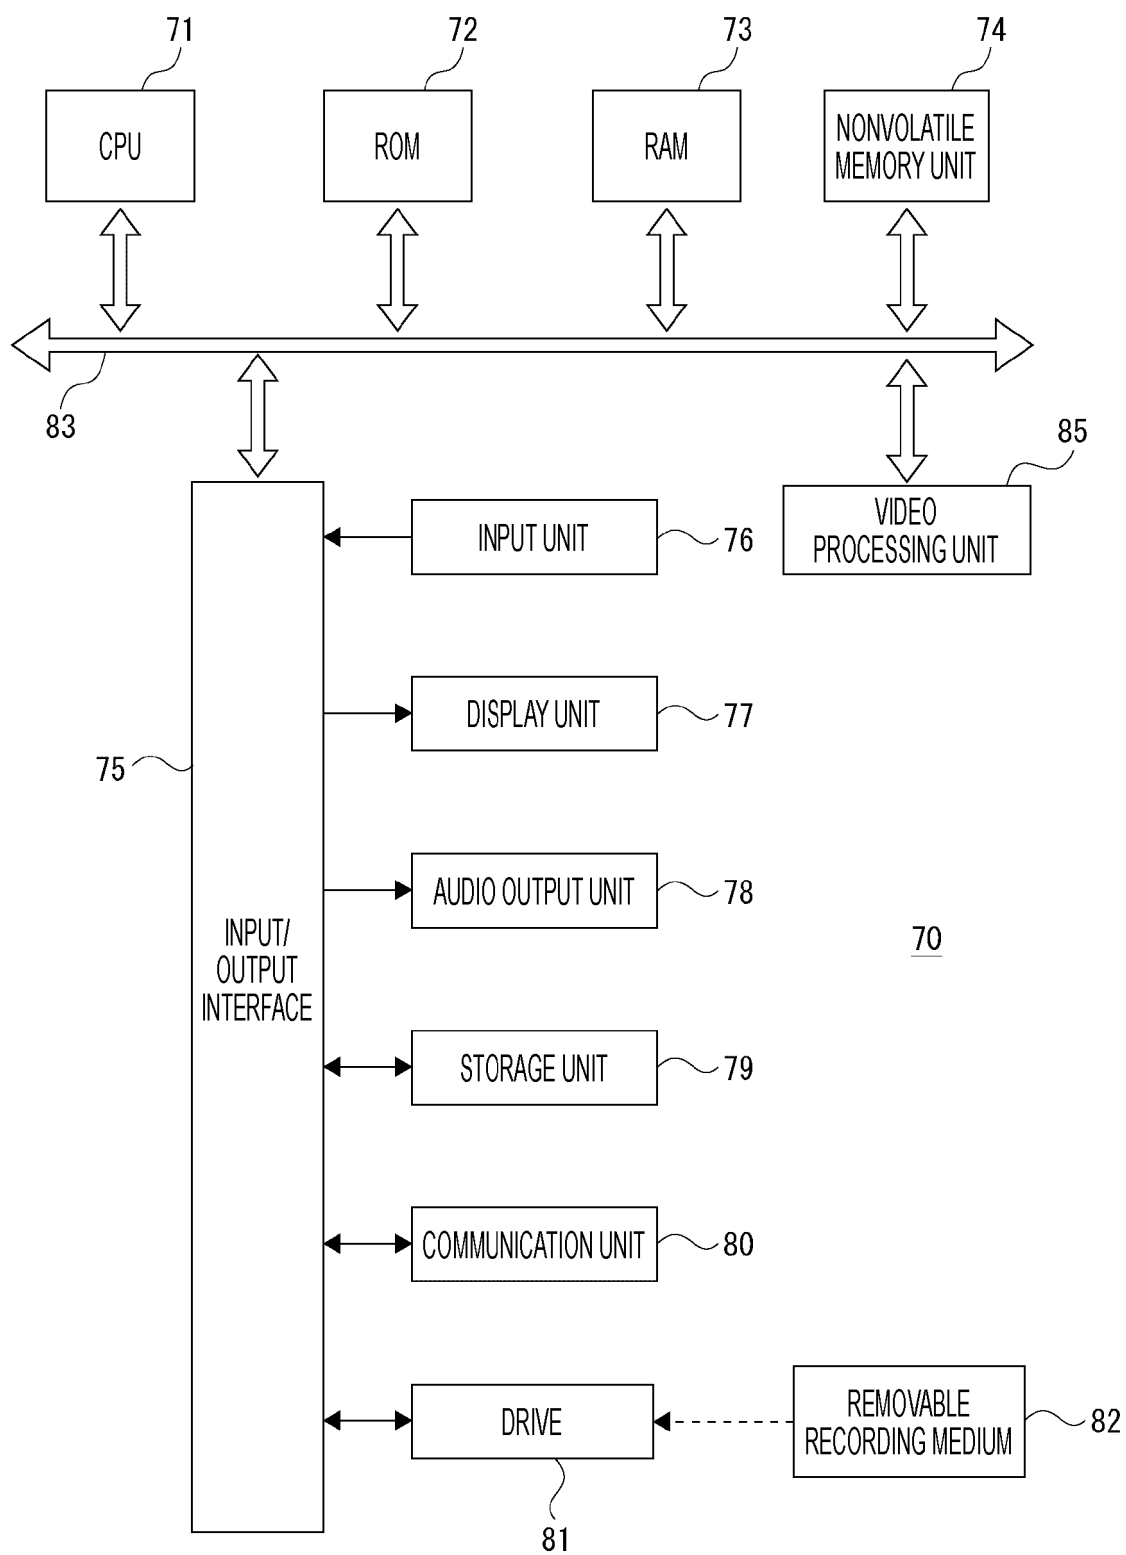 71
72
73
74
CPU
ROM
RAM
NONVOLATILE
MEMORY UNIT
83
85
INPUT UNIT
76
VIDEO
PROCESSING UNIT
DISPLAY UNIT
77
75
AUDIO OUTPUT UNIT
78
INPUT/
OUTPUT
INTERFACE
70
STORAGE UNIT
79
COMMUNICATION UNIT
80
DRIVE
REMOVABLE
RECORDING MEDIUM
82
81